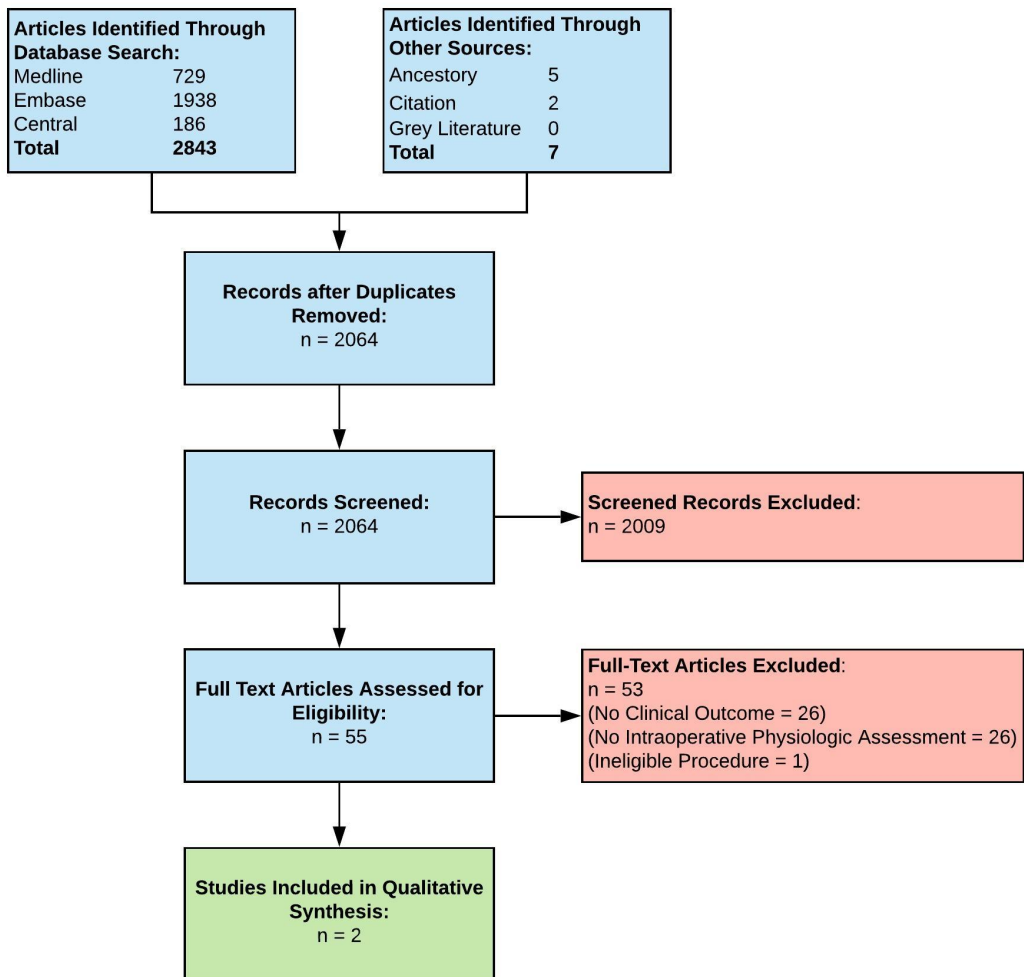 Articles Identified Through
Database Search:
Medline 729
Embase 1938
Central 186
Total 2843
Articles Identified Through
Other Sources:
Ancestory 5
Citation 2
Grey Literature 0
Total 7
Records after Duplicates
Removed:
n = 2064
Records Screened:
n = 2064
Screened Records Excluded:
n = 2009
Full Text Articles Assessed for
Eligibility:
n = 55
Full-Text Articles Excluded:
n = 53
(No Clinical Outcome = 26)
(No Intraoperative Physiologic Assessment = 26)
(Ineligible Procedure = 1)
Studies Included in Qualitative
Synthesis:
n = 2